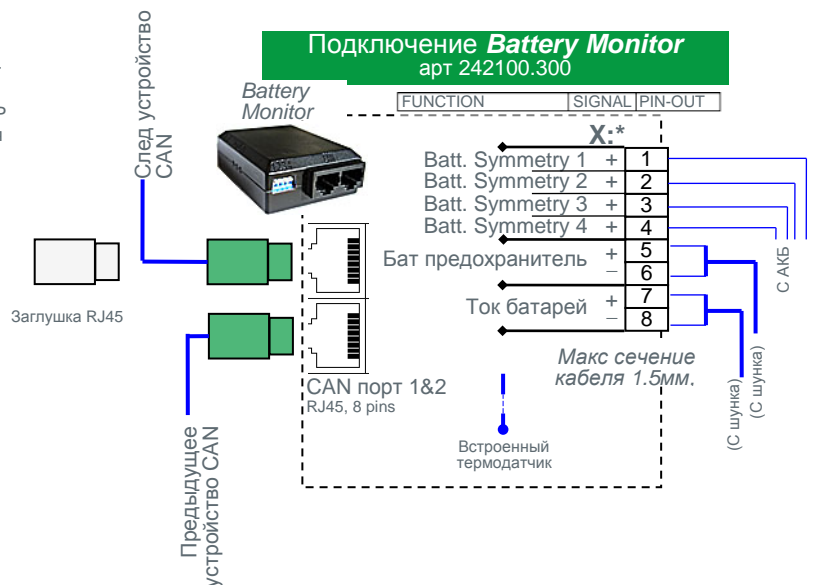 Подключение Battery Monitor
арт 242100.300
Battery
Monitor
FUNCTION SIGNAL PIN-OUT
След устройство
CAN
X:*
Batt. Symmetry 1 + 1
Batt. Symmetry 2 + 2
Batt. Symmetry 3 + 3
Batt. Symmetry 4 + 4
Бат предохранитель + 5
– 6
Ток батарей + 7
– 8
С АКБ
(С шунка)
(С шунка)
Заглушка RJ45
Макс сечение
кабеля 1.5мм.
CAN порт 1&2
RJ45, 8 pins
Встроенный
термодатчик
Предыдущее
устройство CAN